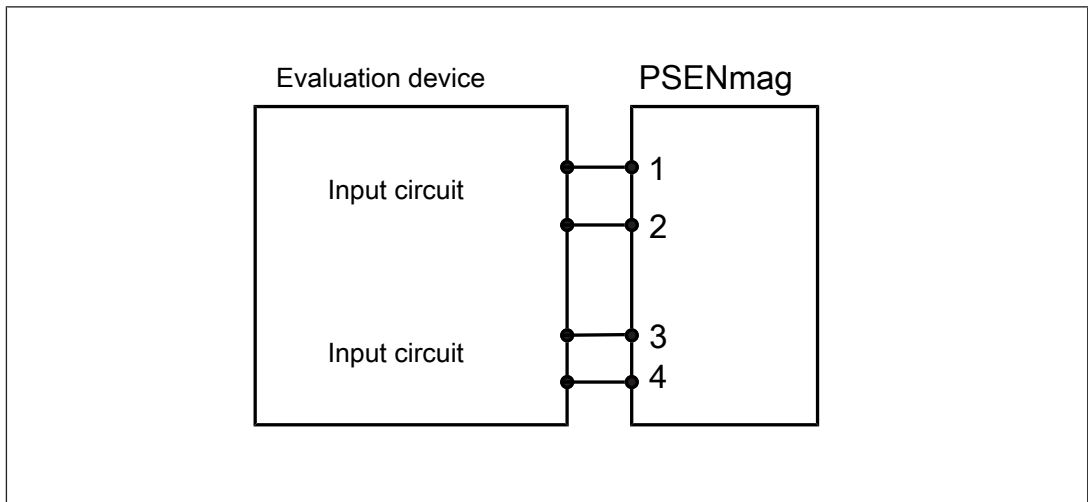 Evaluation device
PSENmag
Input circuit
1
2
Input circuit
3
4